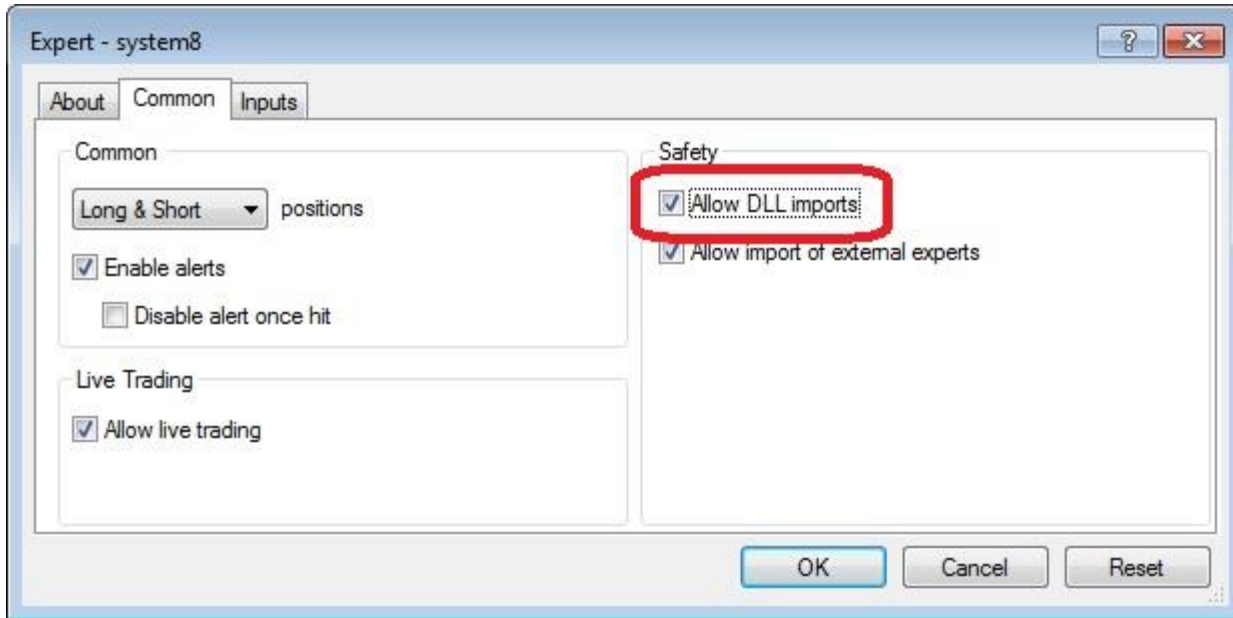 Expert - system8
About Common Inputs
Common
Long & Short positions
Enable alerts
Disable alert once hit
Live Trading
Allow live trading
Safety
Allow DLL imports
Allow import of external experts
OK Cancel Reset